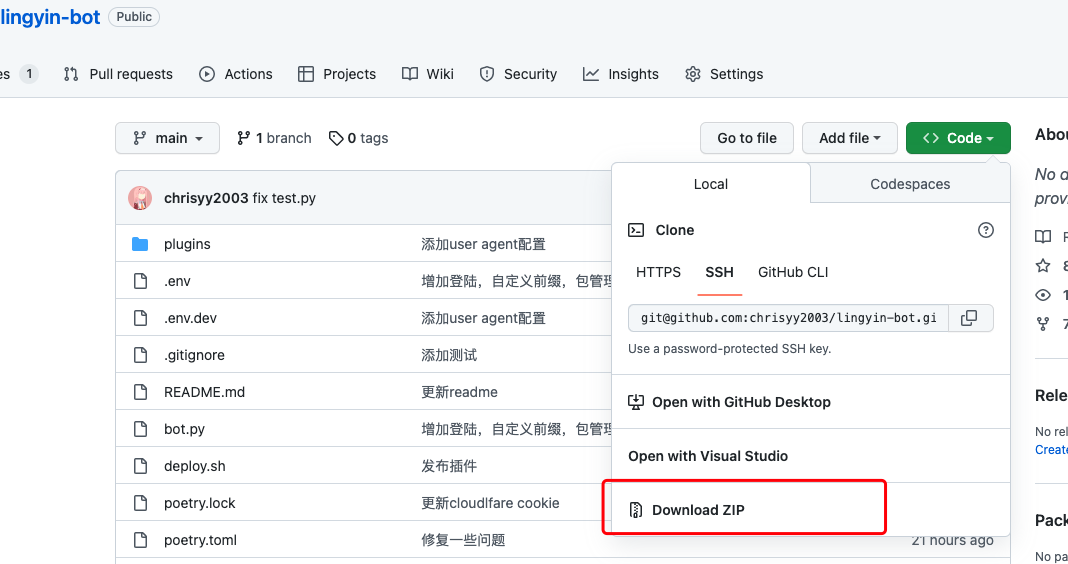 lingyin-bot Public
es 1 Pull requests Actions Projects Wiki Security Insights Settings
main 1 branch 0 tags Go to file Add file Code
chrisyy2003 fix test.py
plugins 添加user agent配置
.env 增加登陆，自定义前缀，包管理
.env.dev 添加user agent配置
.gitignore 添加测试
README.md 更新readme
bot.py 增加登陆，自定义前缀，包管理
deploy.sh 发布插件
poetry.lock 更新cloudlfare cookie
poetry.toml 修复一些问题 21 hours ago
Local Codespaces
Clone
HTTPS SSH GitHub CLI
git@github.com:chrisyy2003/lingyin-bot.gi
Use a password-protected SSH key.
Open with GitHub Desktop
Open with Visual Studio
Download ZIP
Abou
No d
provi
R
8
1
7
Rele
No rel
Create
Pack
No pa